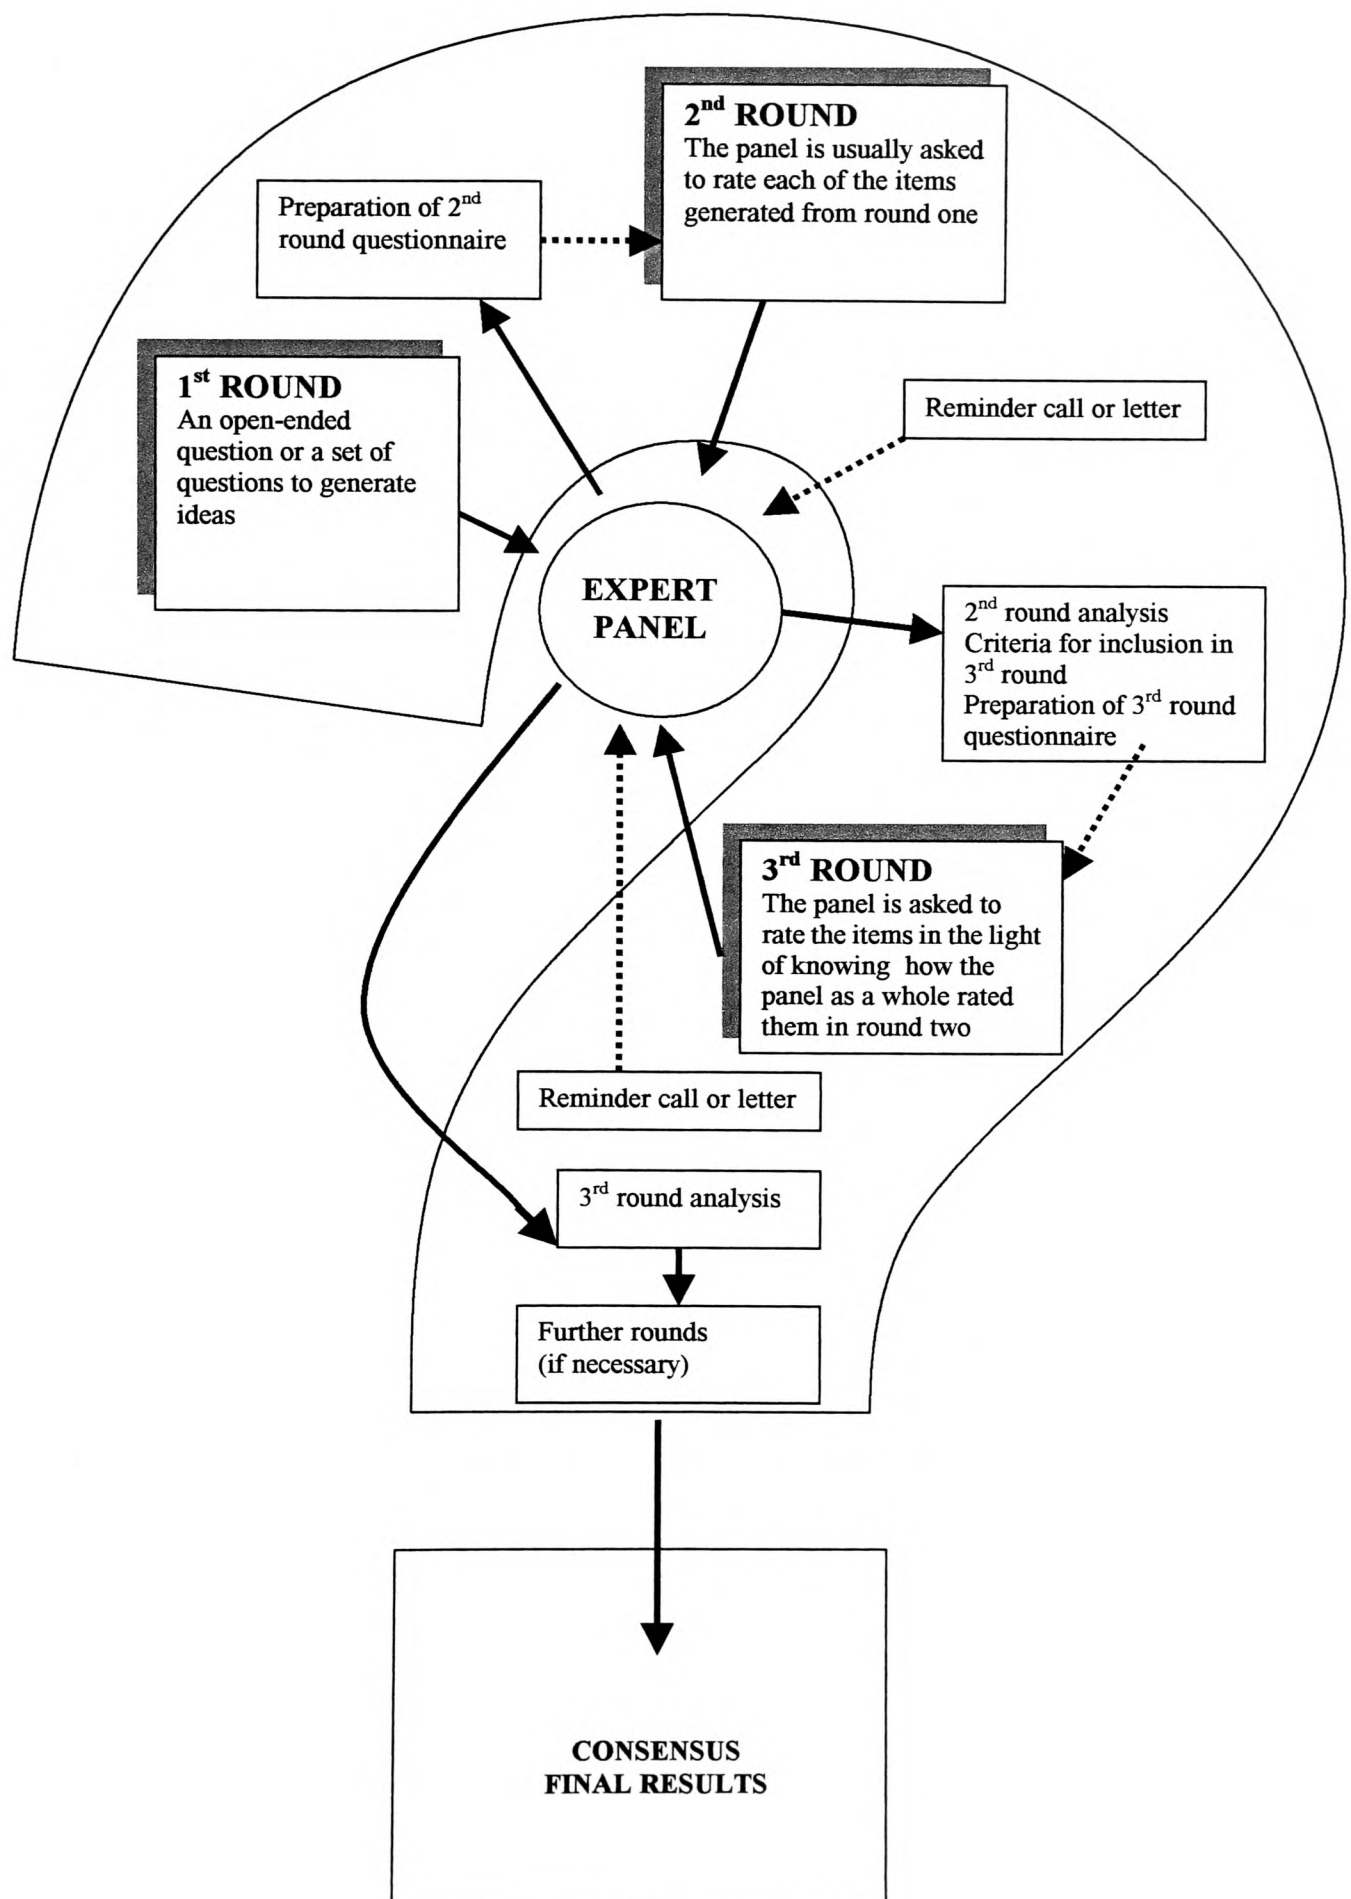 2nd ROUND
The panel is usually asked
to rate each of the items
generated from round one
Preparation of 2nd
round questionnaire
1st ROUND
An open-ended
question or a set of
questions to generate
ideas
Reminder call or letter
EXPERT
PANEL
2nd round analysis
Criteria for inclusion in
3rd round
Preparation of 3rd round
questionnaire
3rd ROUND
The panel is asked to
rate the items in the light
of knowing how the
panel as a whole rated
them in round two
Reminder call or letter
3rd round analysis
Further rounds
(if necessary)
CONSENSUS
FINAL RESULTS